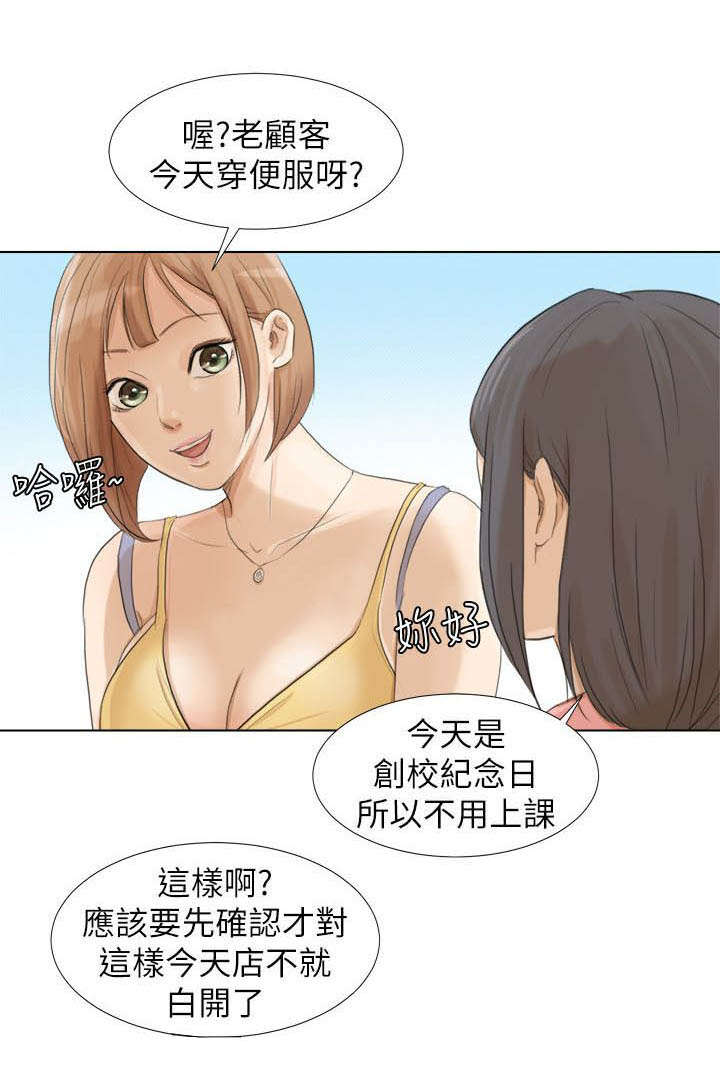 喔?老顧客
今天穿便服呀?
哈囉~
妳好
今天是
創校紀念日
所以不用上課
這樣啊?
應該要先確認才對
這樣今天店不就
白開了